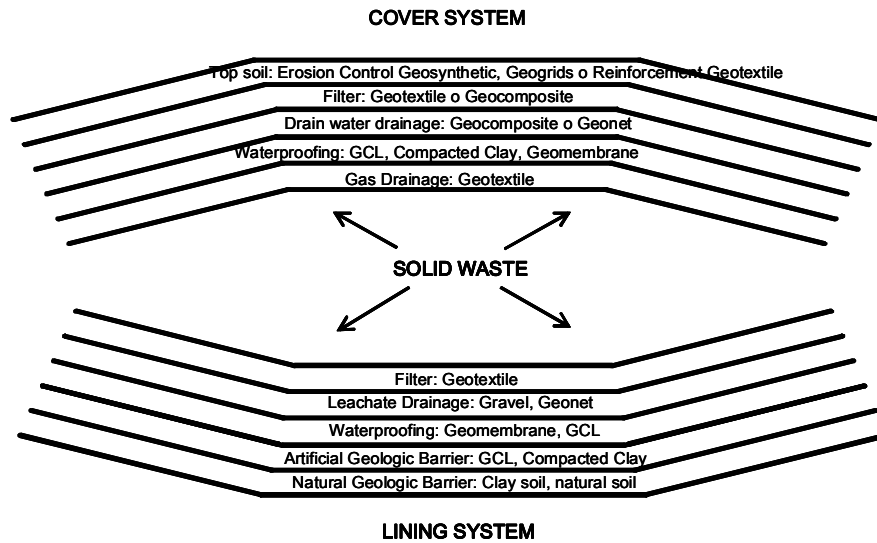 COVER SYSTEM
Top soil: Erosion Control Geosynthetic, Geogrids o Reinforcement Geotextile
Filter: Geotextile o Geocomposite
Drain water drainage: Geocomposite o Geonet
Waterproofing: GCL, Compacted Clay, Geomembrane
Gas Drainage: Geotextile
SOLID WASTE
Filter: Geotextile
Leachate Drainage: Gravel, Geonet
Waterproofing: Geomembrane, GCL
Artificial Geologic Barrier: GCL, Compacted Clay
Natural Geologic Barrier: Clay soil, natural soil
LINING SYSTEM